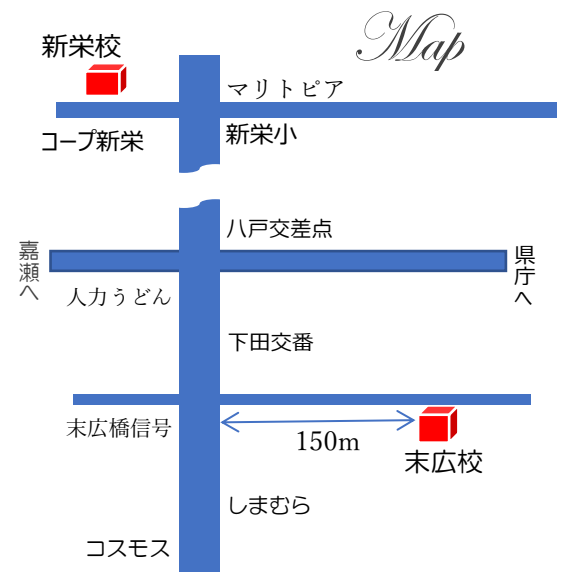 Map
新栄校
マリトピア
コープ新栄
新栄小
八戸交差点
嘉瀬へ
県庁へ
人力うどん
下田交番
末広橋信号
150m
末広校
しまむら
コスモス